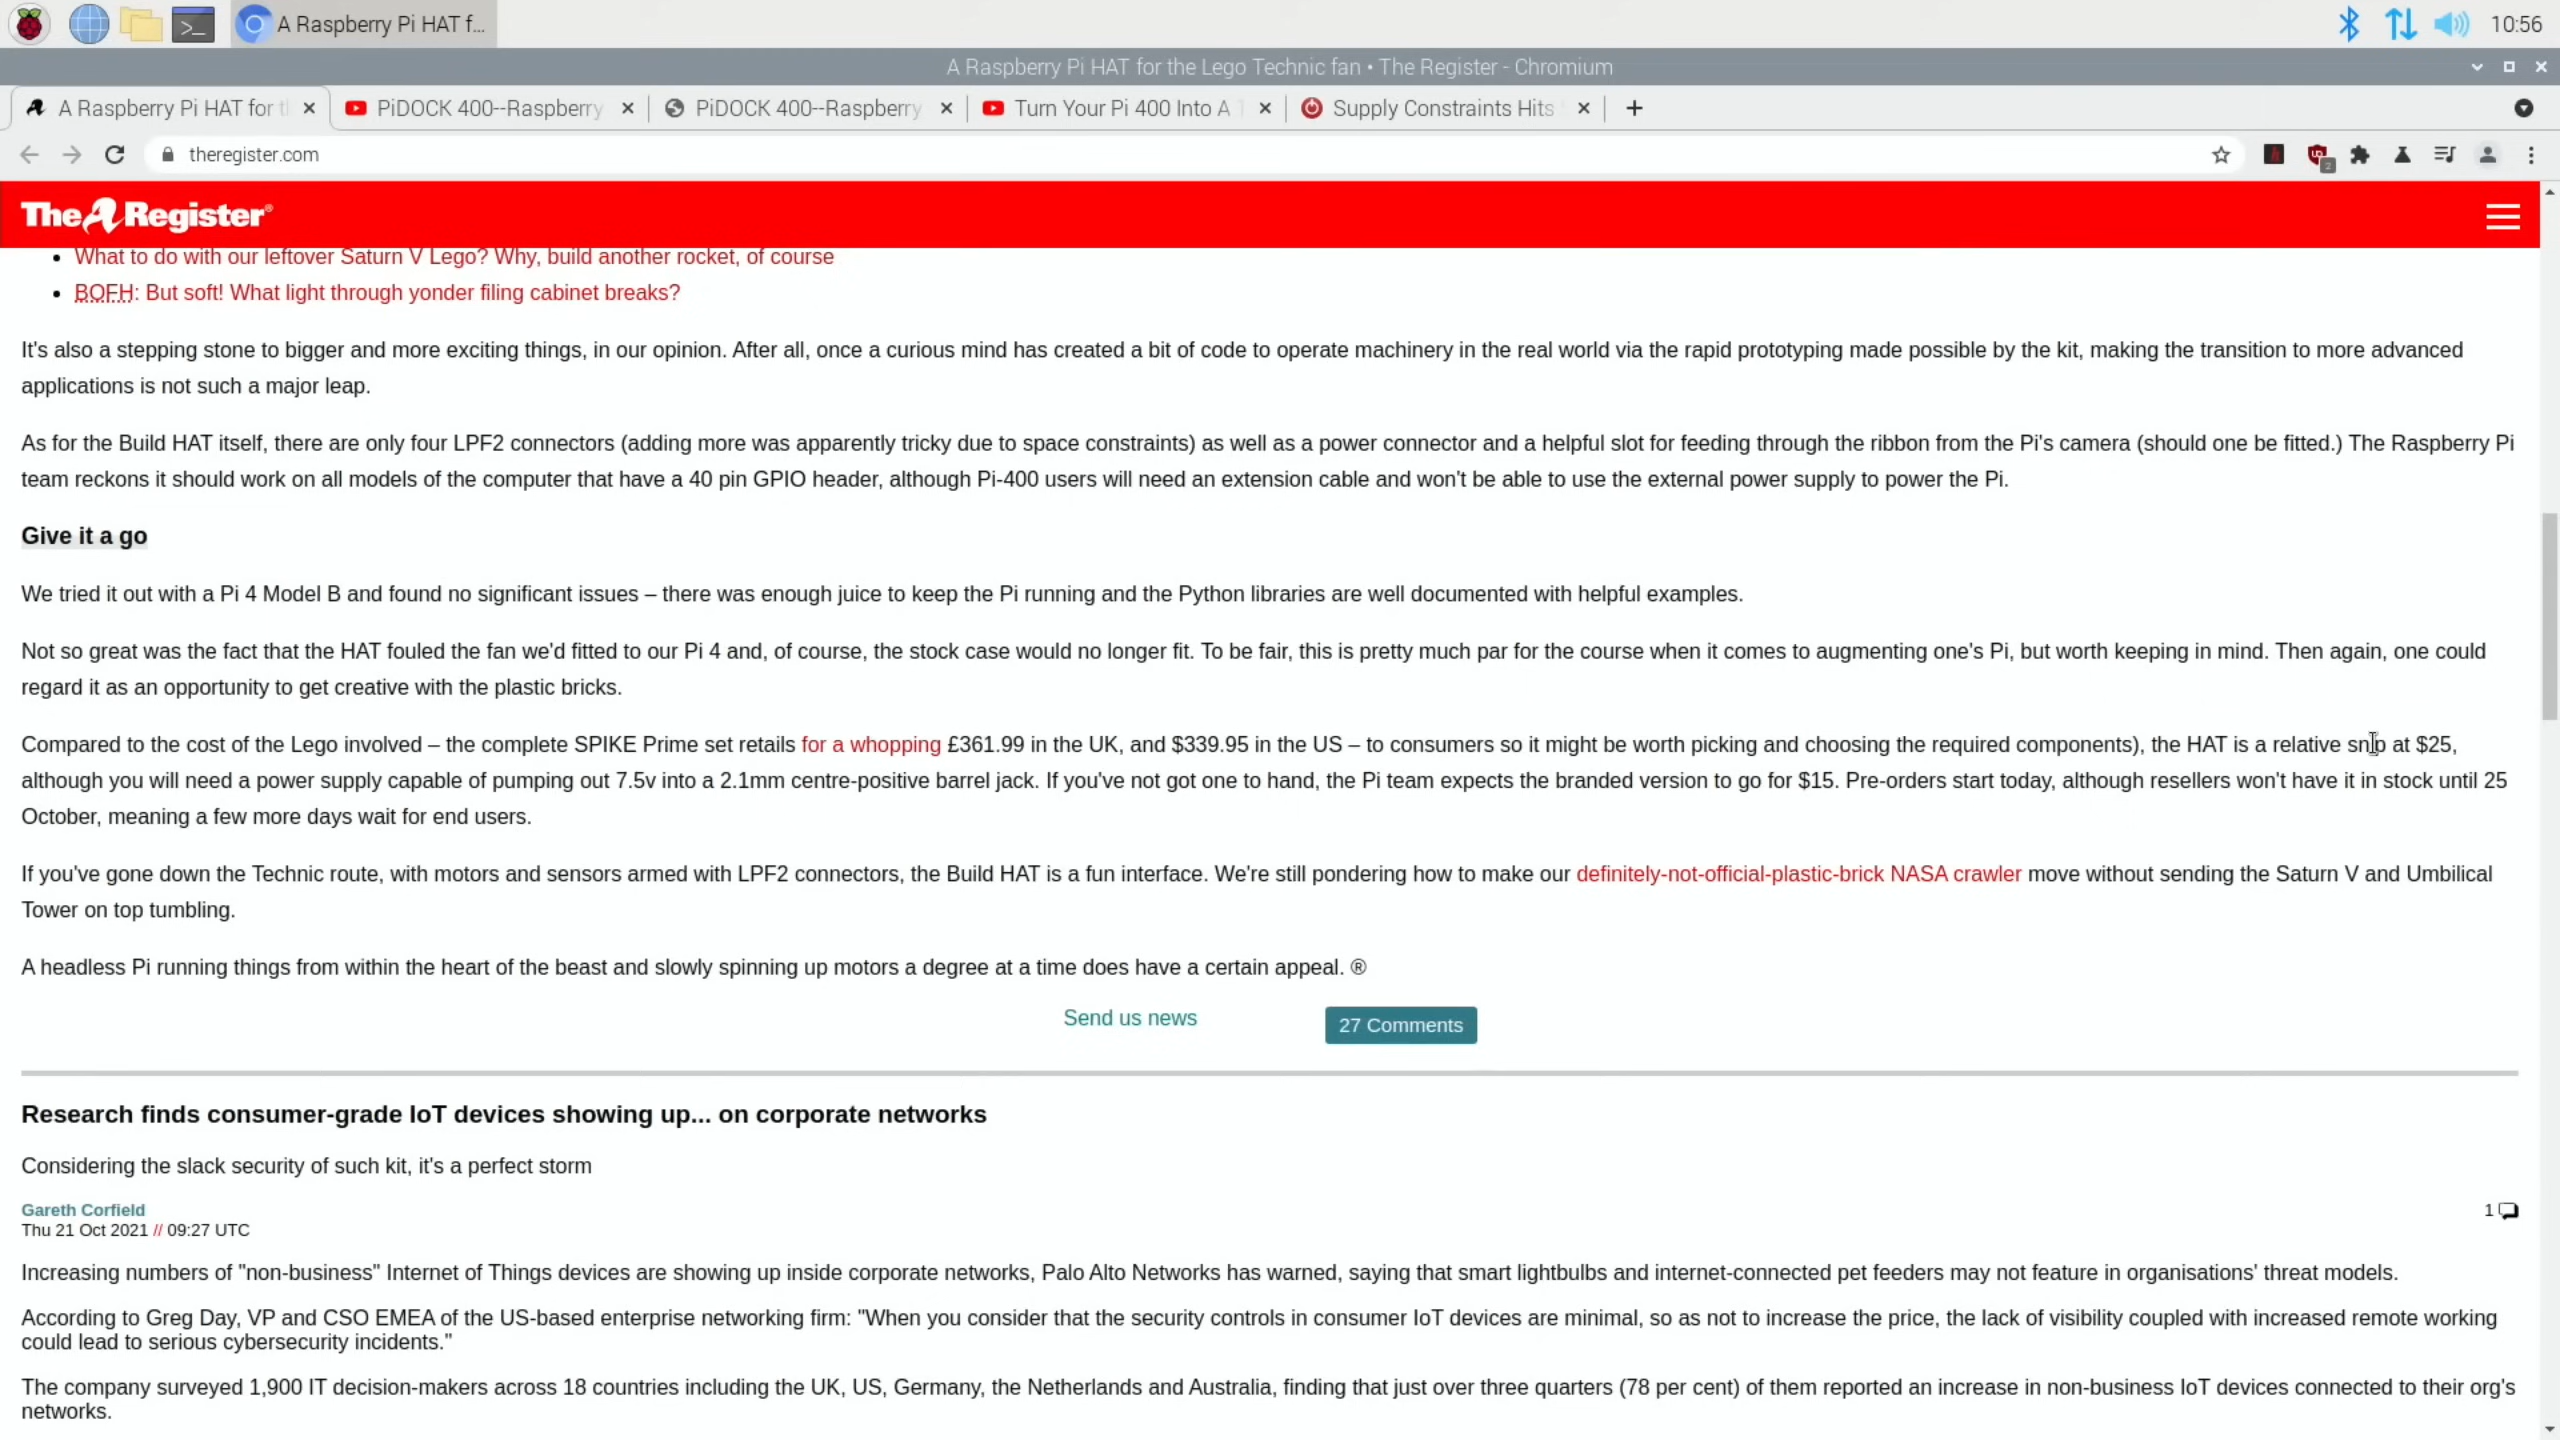 A Raspberry Pi HAT f...
10:56
A Raspberry Pi HAT for the Lego Technic fan • The Register - Chromium
A Raspberry Pi HAT for t
PiDOCK 400--Raspberry
PiDOCK 400--Raspberry
Turn Your Pi 400 Into A
Supply Constraints Hits
theregister.com
2
The Register®
What to do with our leftover Saturn V Lego? Why, build another rocket, of course
BOFH: But soft! What light through yonder filing cabinet breaks?
It's also a stepping stone to bigger and more exciting things, in our opinion. After all, once a curious mind has created a bit of code to operate machinery in the real world via the rapid prototyping made possible by the kit, making the transition to more advanced
applications is not such a major leap.
As for the Build HAT itself, there are only four LPF2 connectors (adding more was apparently tricky due to space constraints) as well as a power connector and a helpful slot for feeding through the ribbon from the Pi's camera (should one be fitted.) The Raspberry Pi
team reckons it should work on all models of the computer that have a 40 pin GPIO header, although Pi-400 users will need an extension cable and won't be able to use the external power supply to power the Pi.
Give it a go
We tried it out with a Pi 4 Model B and found no significant issues – there was enough juice to keep the Pi running and the Python libraries are well documented with helpful examples.
Not so great was the fact that the HAT fouled the fan we'd fitted to our Pi 4 and, of course, the stock case would no longer fit. To be fair, this is pretty much par for the course when it comes to augmenting one's Pi, but worth keeping in mind. Then again, one could
regard it as an opportunity to get creative with the plastic bricks.
Compared to the cost of the Lego involved – the complete SPIKE Prime set retails for a whopping £361.99 in the UK, and $339.95 in the US – to consumers so it might be worth picking and choosing the required components), the HAT is a relative snip at $25,
although you will need a power supply capable of pumping out 7.5v into a 2.1mm centre-positive barrel jack. If you've not got one to hand, the Pi team expects the branded version to go for $15. Pre-orders start today, although resellers won't have it in stock until 25
October, meaning a few more days wait for end users.
If you've gone down the Technic route, with motors and sensors armed with LPF2 connectors, the Build HAT is a fun interface. We're still pondering how to make our definitely-not-official-plastic-brick NASA crawler move without sending the Saturn V and Umbilical
Tower on top tumbling.
A headless Pi running things from within the heart of the beast and slowly spinning up motors a degree at a time does have a certain appeal. ®
Send us news
27 Comments
Research finds consumer-grade IoT devices showing up... on corporate networks
Considering the slack security of such kit, it's a perfect storm
Gareth Corfield
Thu 21 Oct 2021 // 09:27 UTC
1
Increasing numbers of "non-business" Internet of Things devices are showing up inside corporate networks, Palo Alto Networks has warned, saying that smart lightbulbs and internet-connected pet feeders may not feature in organisations' threat models.
According to Greg Day, VP and CSO EMEA of the US-based enterprise networking firm: "When you consider that the security controls in consumer IoT devices are minimal, so as not to increase the price, the lack of visibility coupled with increased remote working
could lead to serious cybersecurity incidents."
The company surveyed 1,900 IT decision-makers across 18 countries including the UK, US, Germany, the Netherlands and Australia, finding that just over three quarters (78 per cent) of them reported an increase in non-business IoT devices connected to their org's
networks.